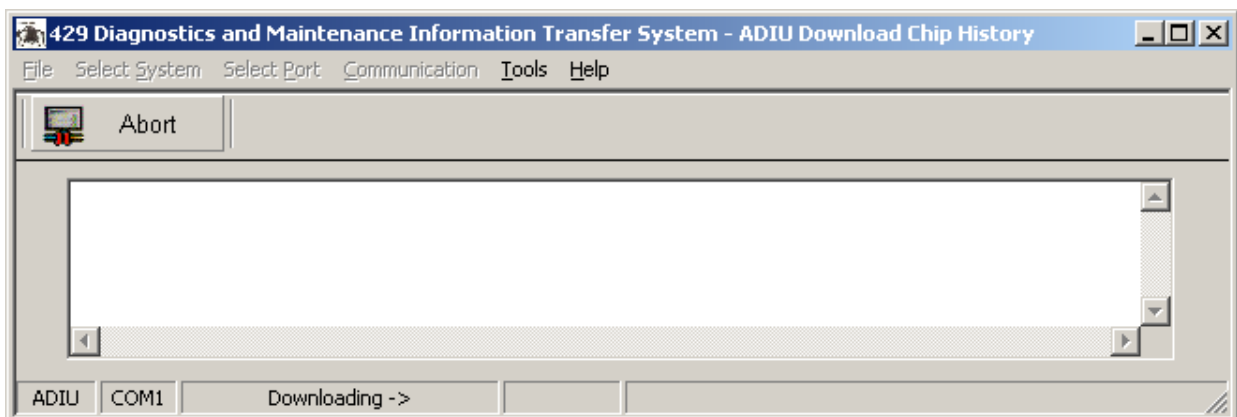 429 Diagnostics and Maintenance Information Transfer System - ADIU Download Chip History
File Select System Select Port Communication Tools Help
Abort
ADIU COM1 Downloading ->